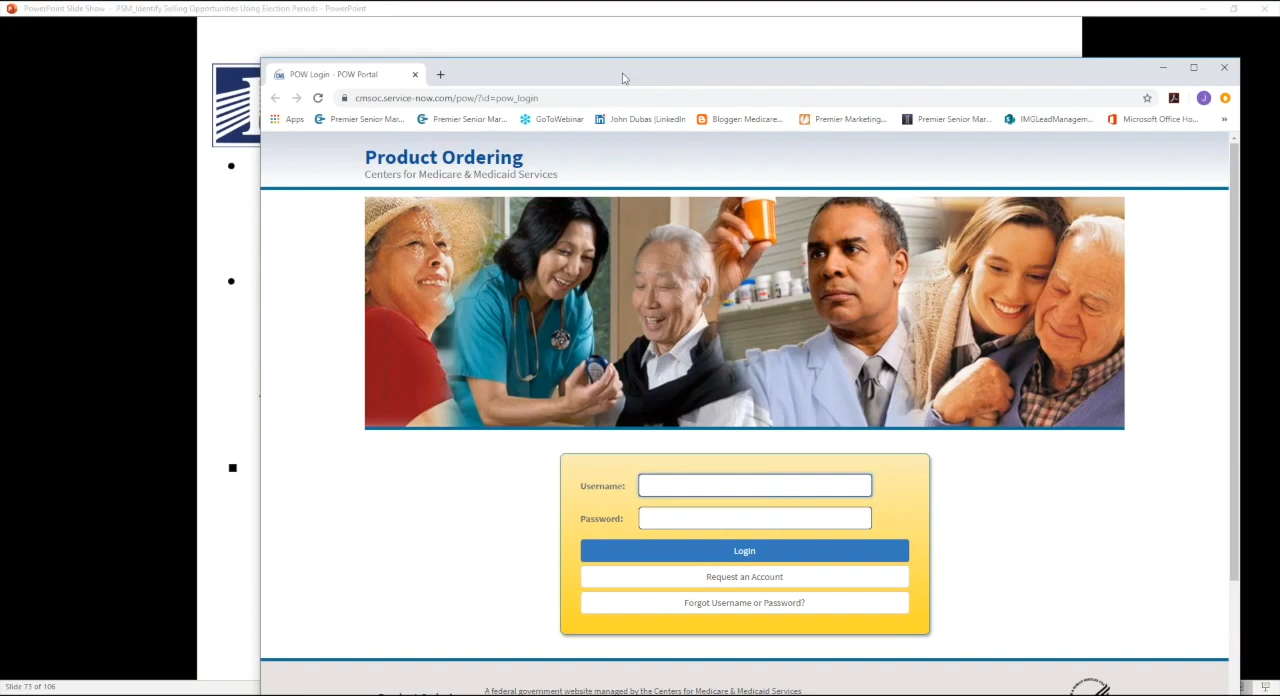 PowerPoint Slide Show - PSM_Identify Selling Opportunities Using Election Periods - PowerPoint
POW Login - POW Portal
cmsoc.service-now.com/pow/?id=pow_login
Apps Premier Senior Mar... Premier Senior Mar... GoToWebinar John Dubas |LinkedIn Blogger: Medicare... Premier Marketing... Premier Senior Mar... IMGLeadManagem... Microsoft Office Ho... »
Product Ordering
Centers for Medicare & Medicaid Services
Username:
Password:
Login
Request an Account
Forgot Username or Password?
A federal government website managed by the Centers for Medicare & Medicaid Services
Slide 73 of 106